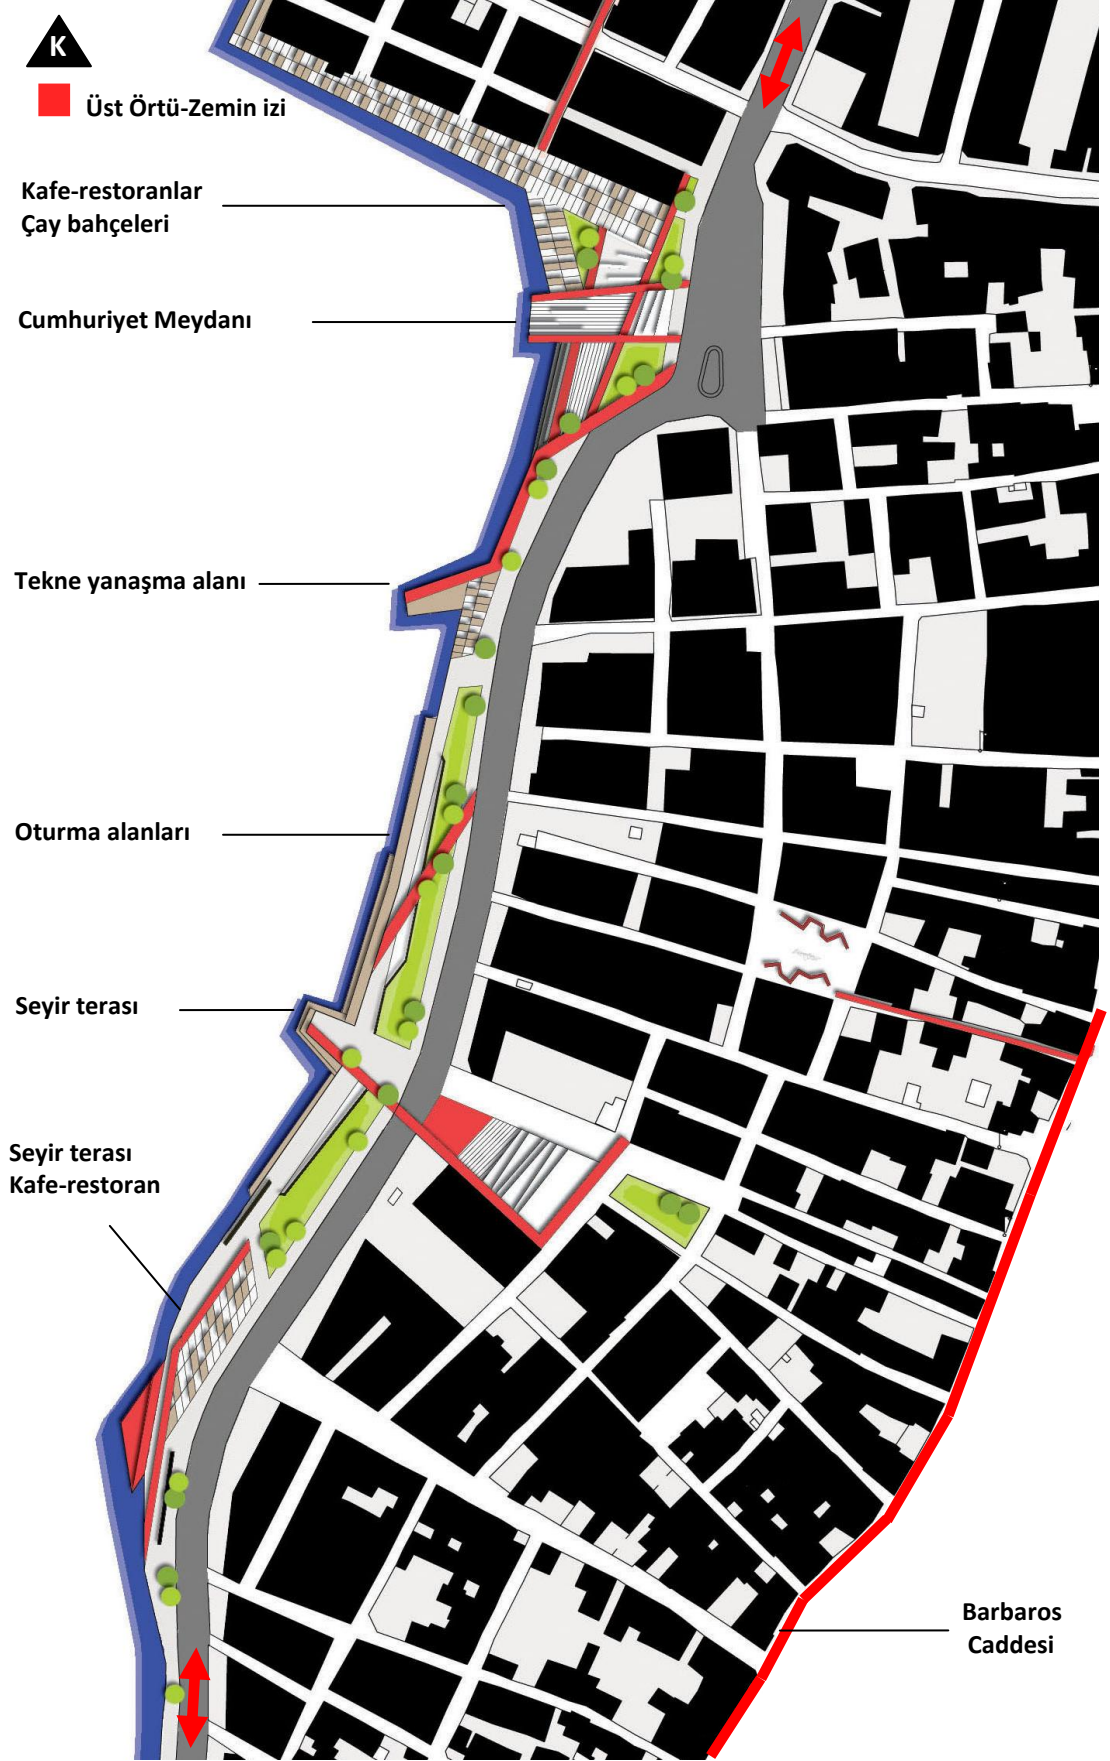 K
Üst Örtü-Zemin izi
Kafe-restoranlar
Çay bahçeleri
Cumhuriyet Meydanı
Tekne yanaşma alanı
Oturma alanları
Seyir terası
Seyir terası
Kafe-restoran
Barbaros
Caddesi